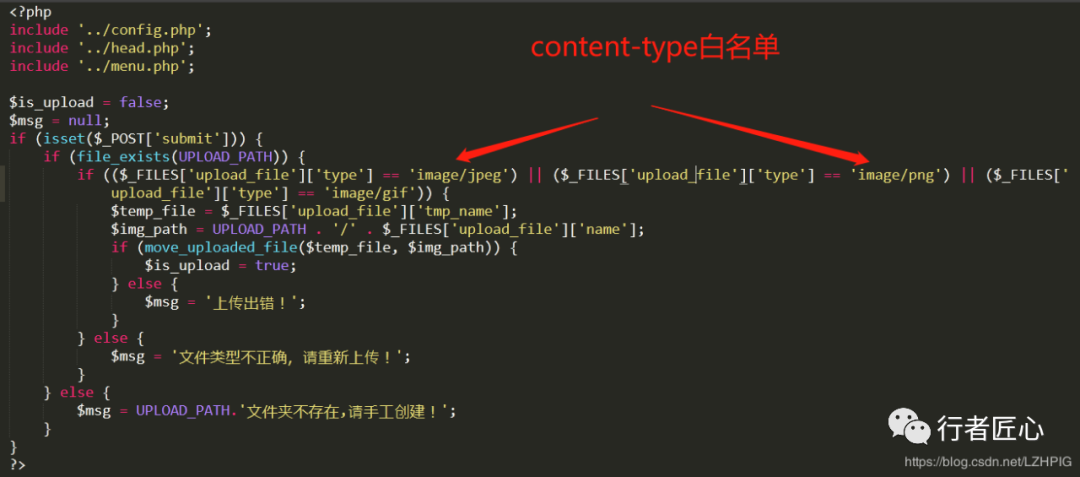 <?php
include '../config.php';
include '../head.php';
include '../menu.php';
content-type白名单
$is_upload = false;
$msg = null;
if (isset($_POST['submit'])) {
    if (file_exists(UPLOAD_PATH)) {
        if (($_FILES['upload_file']['type'] == 'image/jpeg') || ($_FILES['upload_file']['type'] == 'image/png') || ($_FILES['
            upload_file']['type'] == 'image/gif')) {
            $temp_file = $_FILES['upload_file']['tmp_name'];
            $img_path = UPLOAD_PATH . '/' . $_FILES['upload_file']['name'];
            if (move_uploaded_file($temp_file, $img_path)) {
                $is_upload = true;
            } else {
                $msg = '上传出错！';
            }
        } else {
            $msg = '文件类型不正确，请重新上传！';
        }
    } else {
        $msg = UPLOAD_PATH.'文件夹不存在,请手工创建！';
    }
}
?>
行者匠心
https://blog.csdn.net/LZHPIG